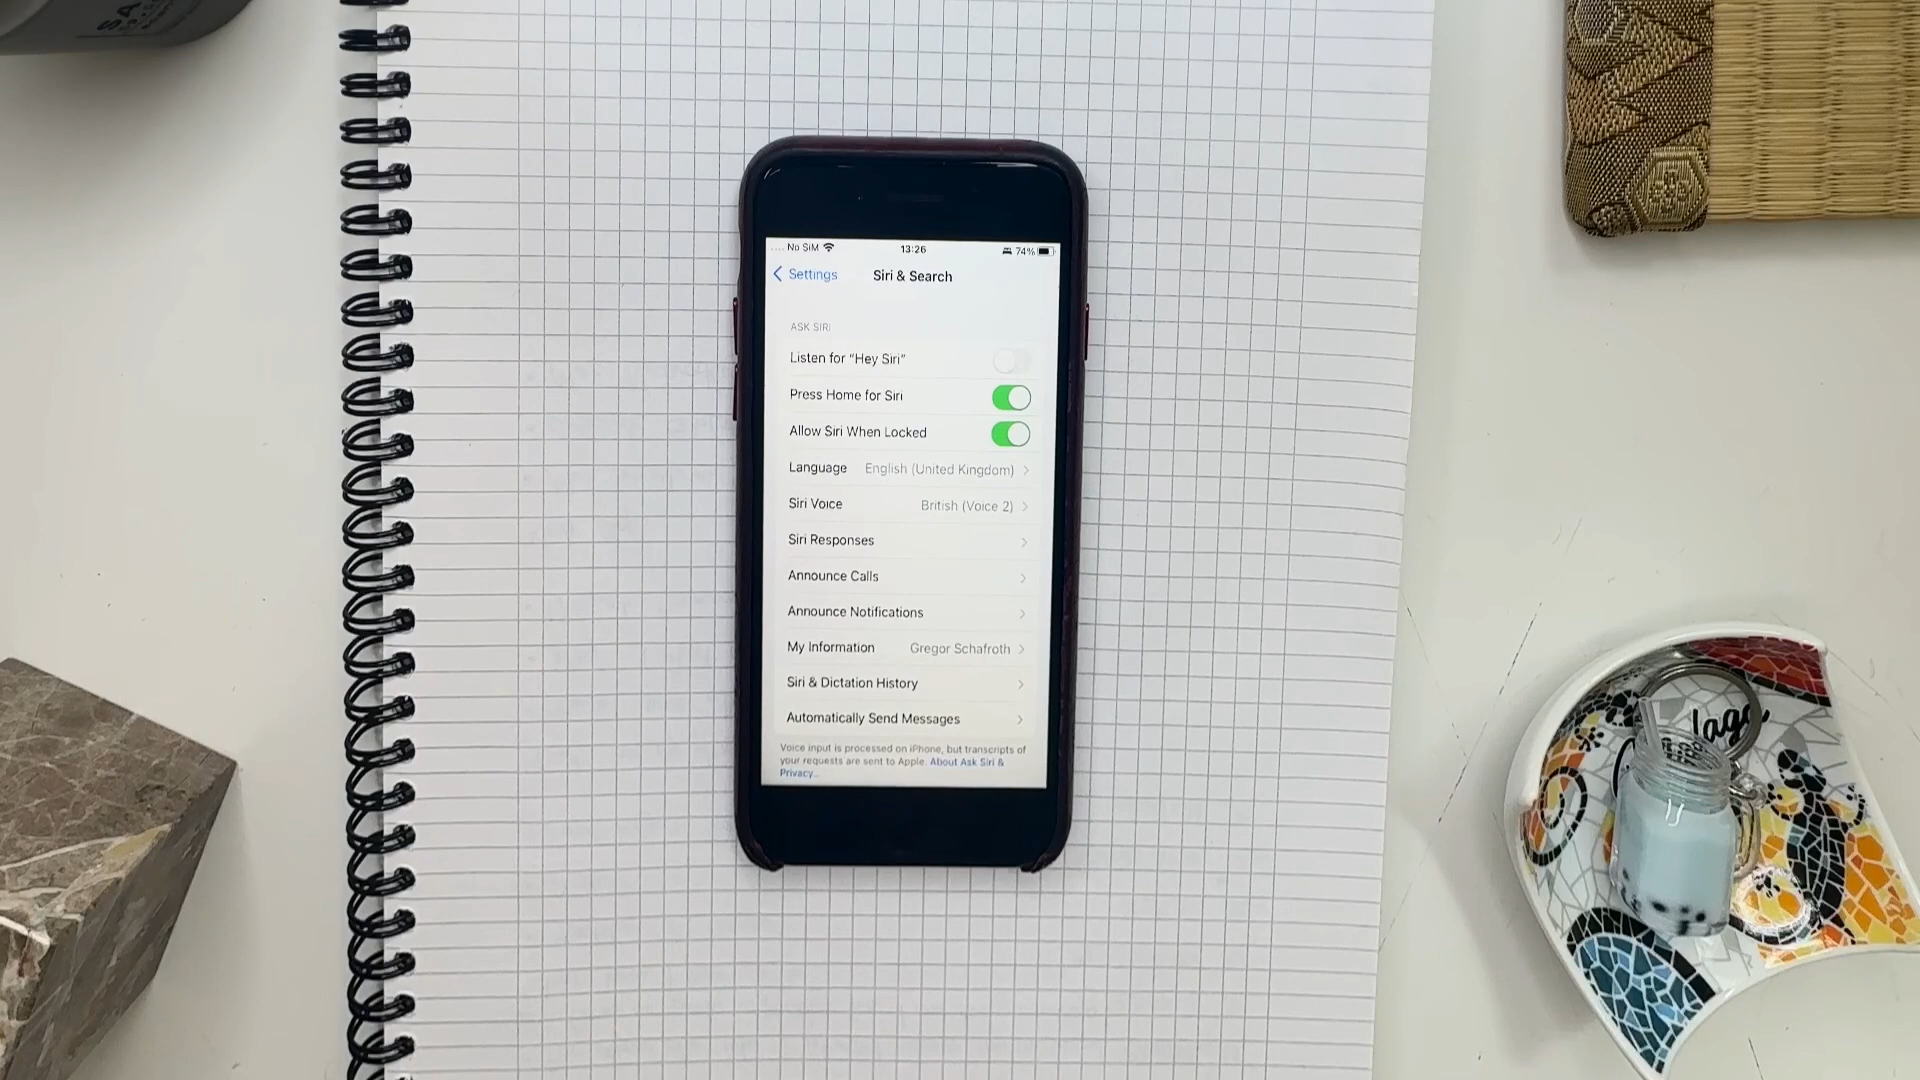 SA
No SIM 13:26 74%
Settings Siri & Search
ASK SIRI
Listen for “Hey Siri”
Press Home for Siri
Allow Siri When Locked
Language English (United Kingdom)
Siri Voice British (Voice 2)
Siri Responses
Announce Calls
Announce Notifications
My Information Gregor Schafroth
Siri & Dictation History
Automatically Send Messages
Voice input is processed on iPhone, but transcripts of
your requests are sent to Apple. About Ask Siri &
Privacy...